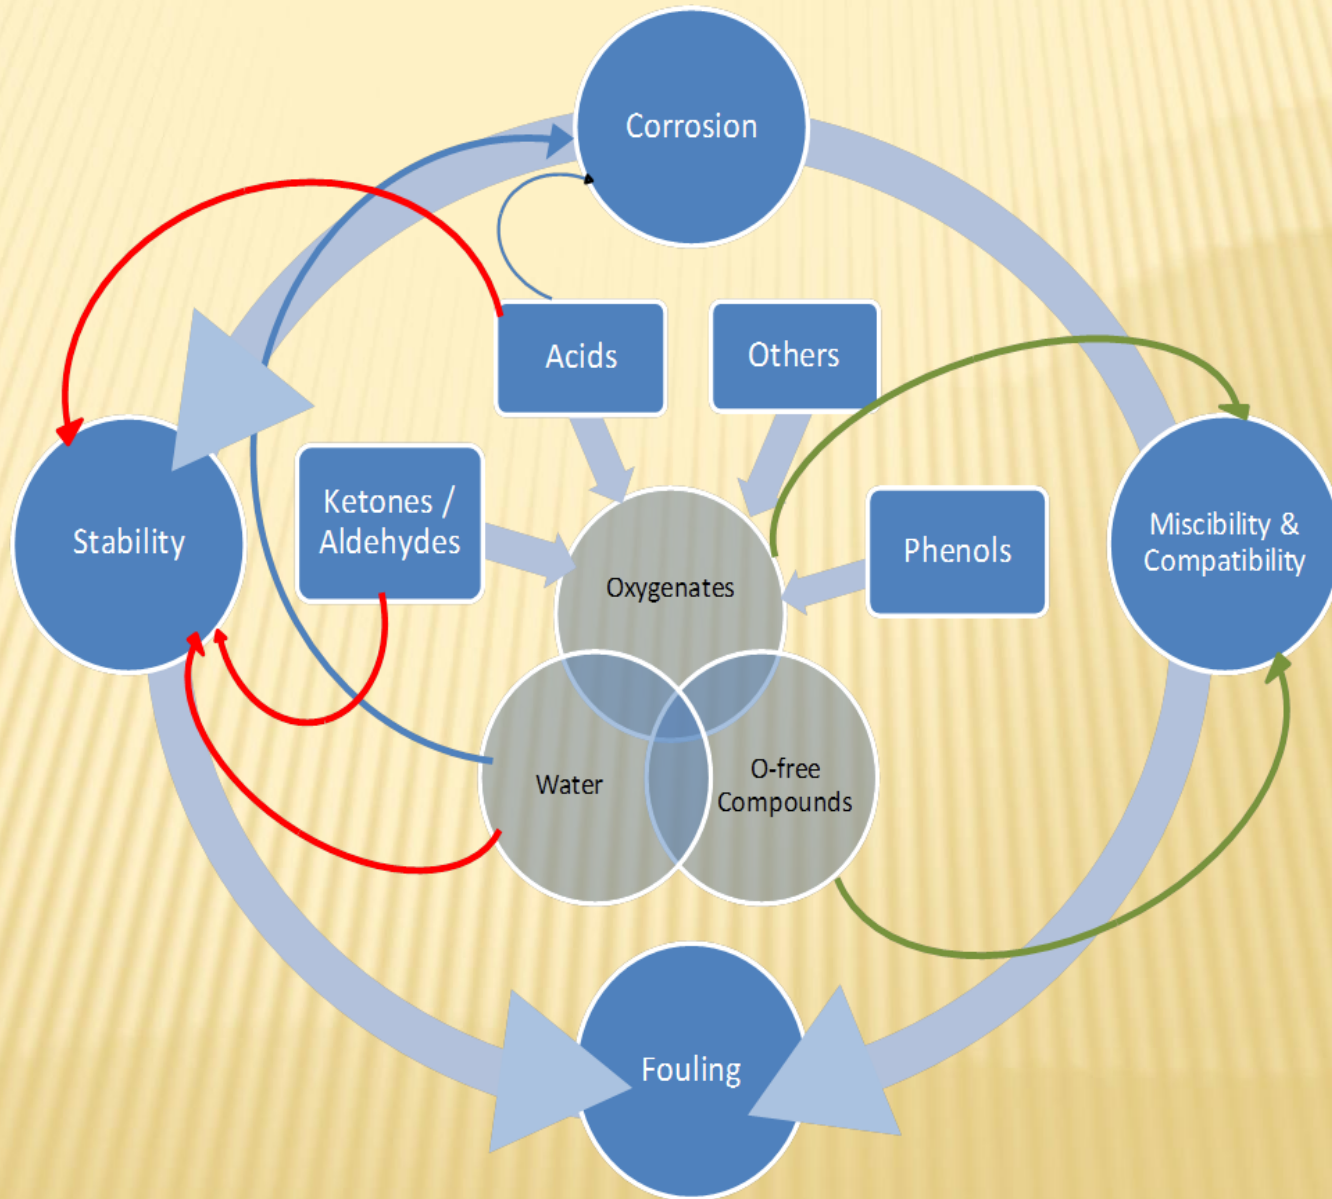 Corrosion
Acids
Others
Ketones /
Aldehydes
Stability
Oxygenates
Phenols
Miscibility &
Compatibility
Water
O-free
Compounds
Fouling